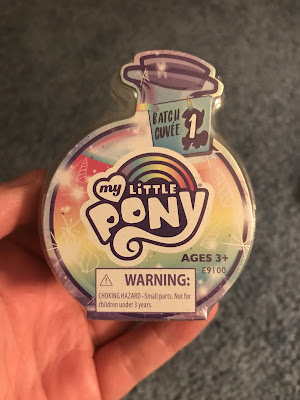 BATCH
CUVÉE
1
my LiTTLE
PONY
AGES 3+
E9100
WARNING:
CHOKING HAZARD–Small parts. Not for
children under 3 years.